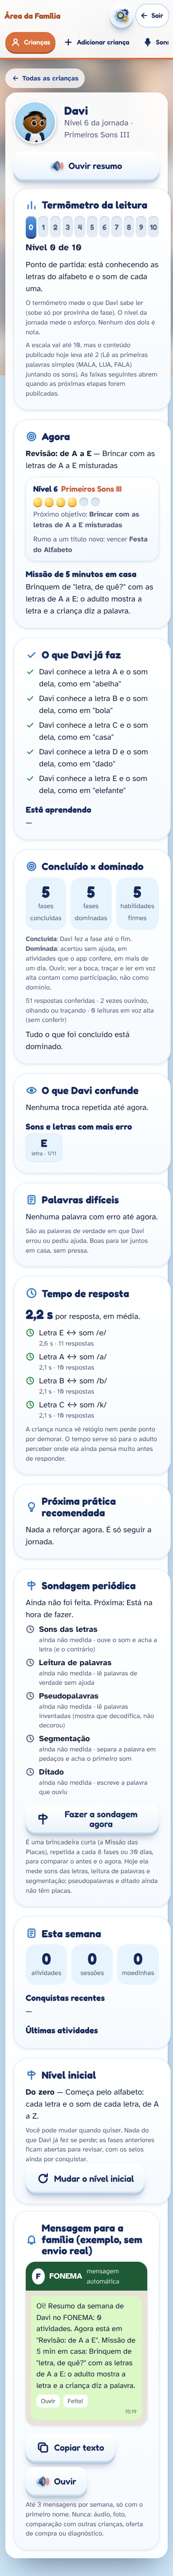 Área da Família
Sair
Crianças
Adicionar criança
Sons
Todas as crianças
Davi
Nível 6 da jornada ·
Primeiros Sons III
Ouvir resumo
Termômetro da leitura
0 1 2 3 4 5 6 7 8 9 10
Nível 0 de 10
Ponto de partida: está conhecendo as
letras do alfabeto e o som de cada
uma.
O termômetro mede o que Davi sabe ler
(sobe só por provinha de fase). O nível da
jornada mede o esforço. Nenhum dos dois é
nota.
A escala vai até 10, mas o conteúdo
publicado hoje leva até 2 (Lê as primeiras
palavras simples (MALA, LUA, FALA)
juntando os sons). As faixas seguintes abrem
quando as próximas etapas forem
publicadas.
Agora
Revisão: de A a E — Brincar com as
letras de A a E misturadas
Nível 6 Primeiros Sons III
Próximo objetivo: Brincar com as
letras de A a E misturadas
Rumo a um título novo: vencer Festa
do Alfabeto
Missão de 5 minutos em casa
Brinquem de "letra, de quê?" com as
letras de A a E: o adulto mostra a
letra e a criança diz a palavra.
O que Davi já faz
Davi conhece a letra A e o som
dela, como em "abelha"
Davi conhece a letra B e o som
dela, como em "bola"
Davi conhece a letra C e o som
dela, como em "casa"
Davi conhece a letra D e o som
dela, como em "dado"
Davi conhece a letra E e o som
dela, como em "elefante"
Está aprendendo
—
Concluído × dominado
5 5 5
fases fases habilidades
concluídas dominadas firmes
Concluída: Davi fez a fase até o fim.
Dominada: acertou sem ajuda, em
atividades que o app confere, em mais de
um dia. Ouvir, ver a boca, traçar e ler em voz
alta contam como participação, não como
domínio.
51 respostas conferidas · 2 vezes ouvindo,
olhando ou traçando · 0 leituras em voz alta
(sem conferir)
Tudo o que foi concluído está
dominado.
O que Davi confunde
Nenhuma troca repetida até agora.
Sons e letras com mais erro
E
letra · 1/11
Palavras difíceis
Nenhuma palavra com erro até agora.
São as palavras de verdade em que Davi
errou ou pediu ajuda. Boas para ler juntos
em casa, sem pressa.
Tempo de resposta
2,2 s por resposta, em média.
Letra E ↔ som /e/
2,6 s · 11 respostas
Letra A ↔ som /a/
2,1 s · 10 respostas
Letra B ↔ som /b/
2,1 s · 10 respostas
Letra C ↔ som /k/
2,1 s · 10 respostas
A criança nunca vê relógio nem perde ponto
por demorar. O tempo serve só para o adulto
perceber onde ela ainda pensa muito antes
de responder.
Próxima prática
recomendada
Nada a reforçar agora. É só seguir a
jornada.
Sondagem periódica
Ainda não foi feita. Próxima: Está na
hora de fazer.
Sons das letras
ainda não medida · ouve o som e acha a
letra (e o contrário)
Leitura de palavras
ainda não medida · lê palavras de
verdade sem ajuda
Pseudopalavras
ainda não medida · lê palavras
inventadas (mostra que decodifica, não
decorou)
Segmentação
ainda não medida · separa a palavra em
pedaços e acha o primeiro som
Ditado
ainda não medida · escreve a palavra
que ouviu
Fazer a sondagem
agora
É uma brincadeira curta (a Missão das
Placas), repetida a cada 8 fases ou 30 dias,
para comparar o antes e o agora. Hoje ela
mede sons das letras, leitura de palavras e
segmentação; pseudopalavras e ditado ainda
não têm placas.
Esta semana
0 0 0
atividades sessões moedinhas
Conquistas recentes
—
Últimas atividades
Nível inicial
Do zero — Começa pelo alfabeto:
cada letra e o som de cada letra, de A
a Z.
Você pode mudar quando quiser. Nada do
que Davi já fez se perde; as fases anteriores
ficam abertas para revisar, com os selos
ainda por conquistar.
Mudar o nível inicial
Mensagem para a
família (exemplo, sem
envio real)
F FONEMA mensagem
automática
Oi! Resumo da semana de
Davi no FONEMA: 0
atividades. Agora está em
"Revisão: de A a E". Missão de
5 min em casa: Brinquem de
"letra, de quê?" com as letras
de A a E: o adulto mostra a
letra e a criança diz a palavra.
Ouvir Feito!
15:19
Copiar texto
Ouvir
Até 3 mensagens por semana, só com o
primeiro nome. Nunca: áudio, foto,
comparação com outras crianças, oferta
de compra ou diagnóstico.